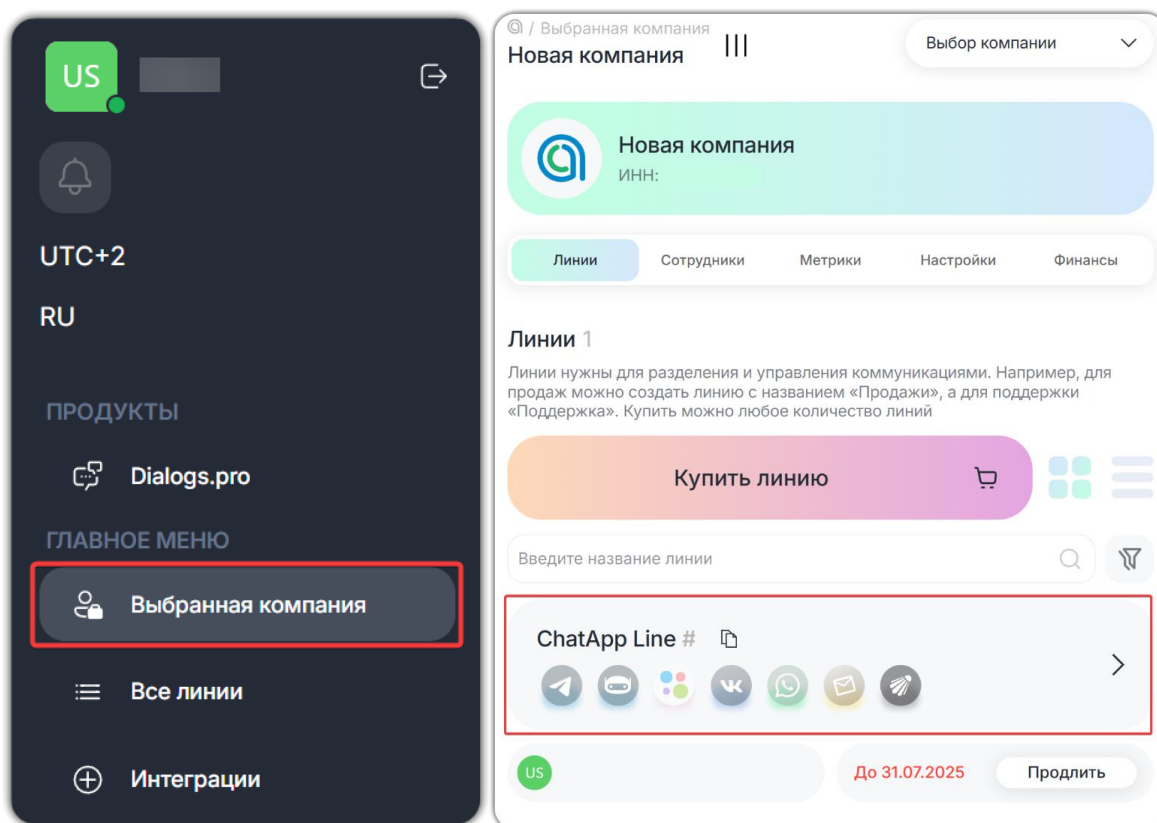 US
UTC+2
RU
ПРОДУКТЫ
Dialogs.pro
ГЛАВНОЕ МЕНЮ
Выбранная компания
Все линии
Интеграции
/ Выбранная компания
Новая компания
Выбор компании
Новая компания
ИНН:
Линии
Сотрудники
Метрики
Настройки
Финансы
Линии 1
Линии нужны для разделения и управления коммуникациями. Например, для
продаж можно создать линию с названием «Продажи», а для поддержки
«Поддержка». Купить можно любое количество линий
Купить линию
Введите название линии
ChatApp Line #
US
До 31.07.2025
Продлить